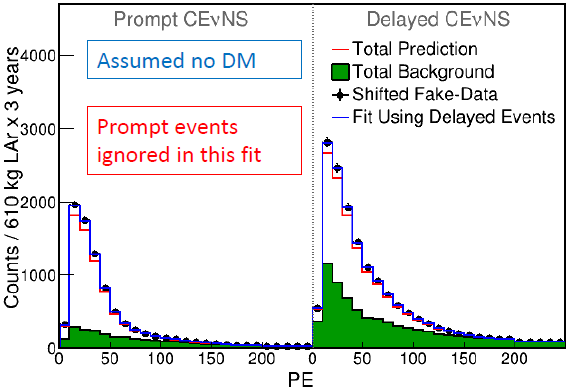 Prompt CEνNS
Delayed CEνNS
4000
3000
2000
1000
0
Counts / 610 kg LAr x 3 years
Assumed no DM
Prompt events
ignored in this fit
Total Prediction
Total Background
Shifted Fake-Data
Fit Using Delayed Events
0 50 100 150 200 0 50 100 150 200
PE